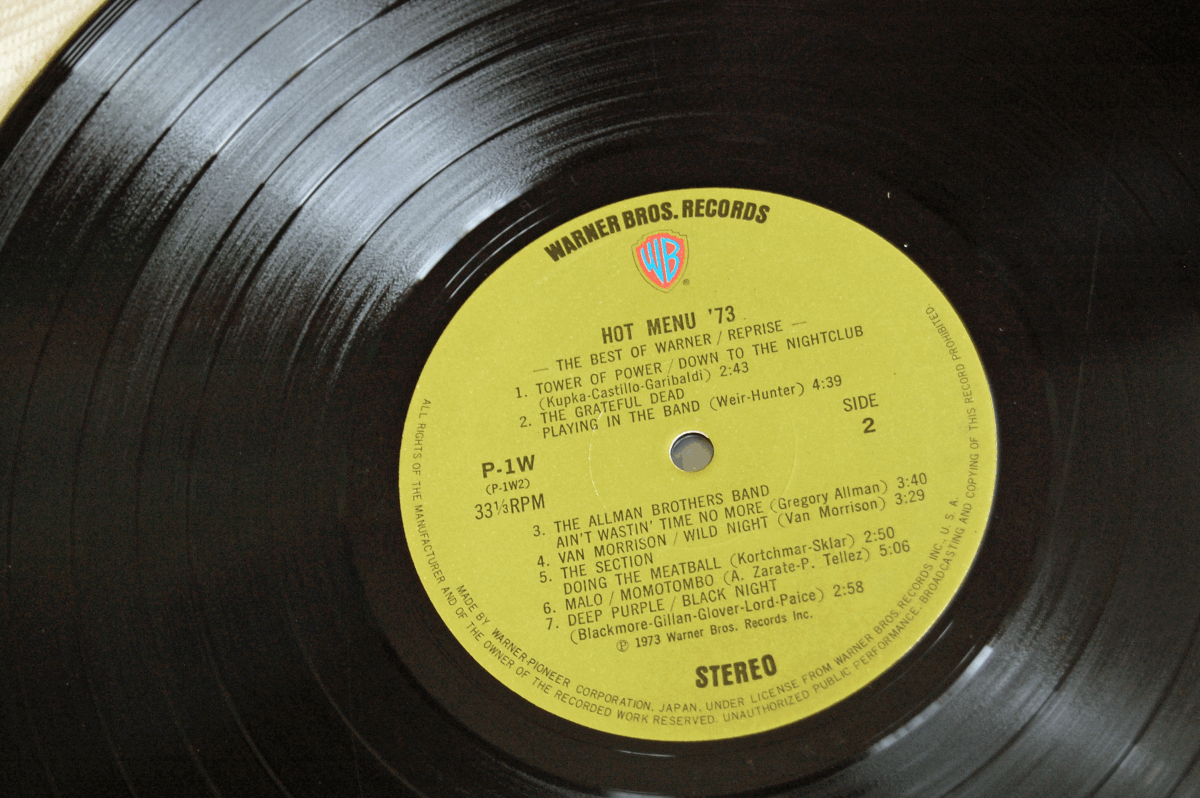 WARNER BROS. RECORDS
WB
®
HOT MENU '73
— THE BEST OF WARNER / REPRISE —
1. TOWER OF POWER / DOWN TO THE NIGHTCLUB
(Kupka-Castillo-Garibaldi) 2:43
2. THE GRATEFUL DEAD
PLAYING IN THE BAND (Weir-Hunter) 4:39
SIDE
2
P-1W
(P-1W2)
33⅓RPM
3. THE ALLMAN BROTHERS BAND
AIN'T WASTIN' TIME NO MORE (Gregory Allman) 3:40
4. VAN MORRISON / WILD NIGHT (Van Morrison) 3:29
5. THE SECTION
DOING THE MEATBALL (Kortchmar-Sklar) 2:50
6. MALO / MOMOTOMBO (A. Zarate-P. Tellez) 5:06
7. DEEP PURPLE / BLACK NIGHT
(Blackmore-Gillan-Glover-Lord-Paice) 2:58
℗ 1973 Warner Bros. Records Inc.
STEREO
MADE BY WARNER-PIONEER CORPORATION, JAPAN, UNDER LICENSE FROM WARNER BROS. RECORDS INC., U. S. A.
ALL RIGHTS OF THE MANUFACTURER AND OF THE OWNER OF THE RECORDED WORK RESERVED. UNAUTHORIZED PUBLIC PERFORMANCE, BROADCASTING AND COPYING OF THIS RECORD PROHIBITED.